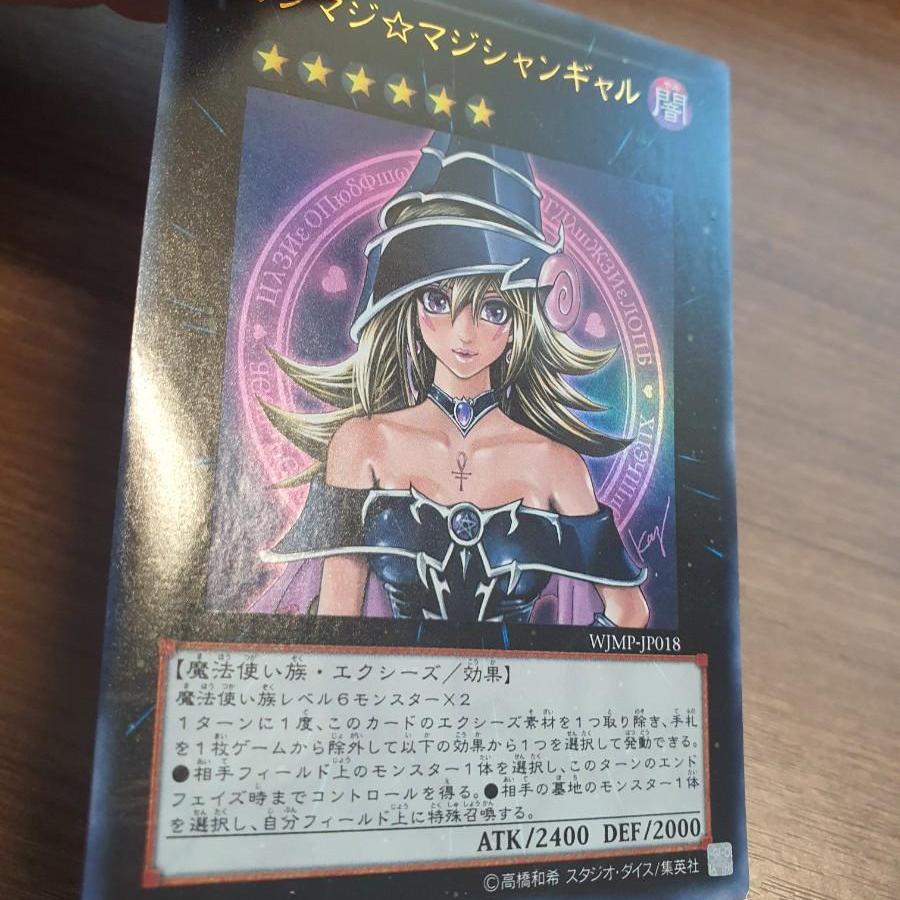 マジ☆マジシャンギャル
闇
WJMP-JP018
【魔法使い族・エクシーズ/効果】
魔法使い族レベル6モンスター×2
1ターンに1度、このカードのエクシーズ素材を1つ取り除き、手札
を1枚ゲームから除外して以下の効果から1つを選択して発動できる。
●相手フィールド上のモンスター1体を選択し、このターンのエンド
フェイズ時までコントロールを得る。●相手の墓地のモンスター1体
を選択し、自分フィールド上に特殊召喚する。
ATK/2400 DEF/2000
©高橋和希 スタジオ・ダイス/集英社